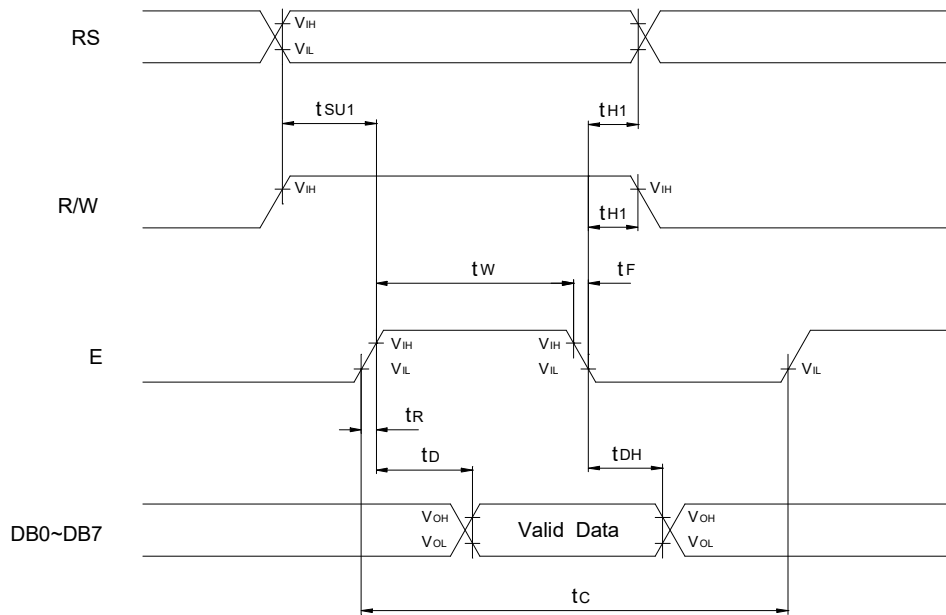 RS
VIH
VIL
tSU1
tH1
R/W
VIH
VIH
tH1
tW
tF
E
VIH
VIH
VIL
VIL
VIL
tR
tD
tDH
DB0~DB7
VOH
Valid Data
VOH
VOL
VOL
tC